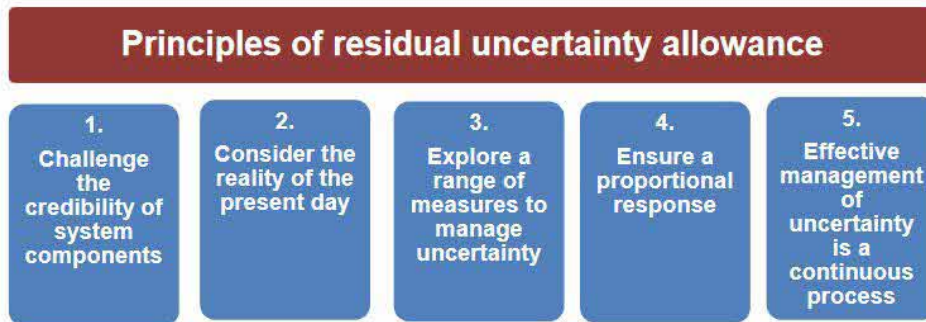 Principles of residual uncertainty allowance
1.
Challenge
the
credibility of
system
components
2.
Consider the
reality of the
present day
3.
Explore a
range of
measures to
manage
uncertainty
4.
Ensure a
proportional
response
5.
Effective
management
of
uncertainty
is a
continuous
process